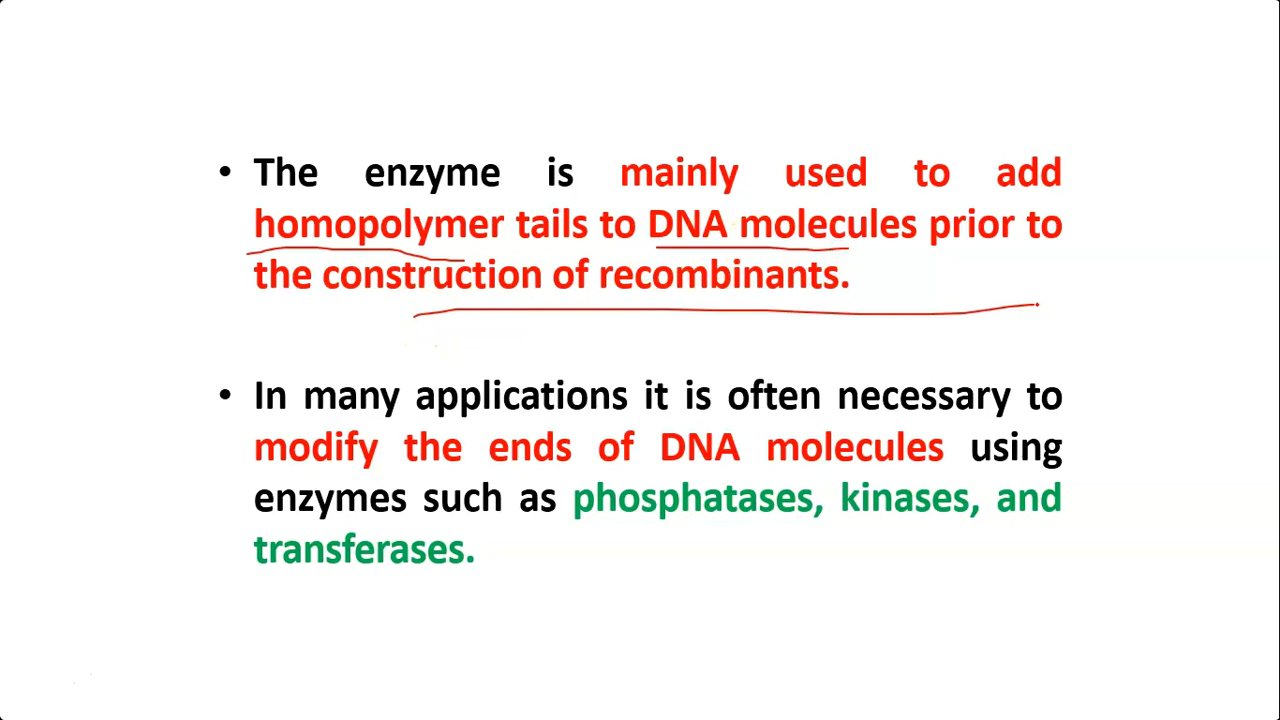 • The enzyme is mainly used to add
homopolymer tails to DNA molecules prior to
the construction of recombinants.
• In many applications it is often necessary to
modify the ends of DNA molecules using
enzymes such as phosphatases, kinases, and
transferases.